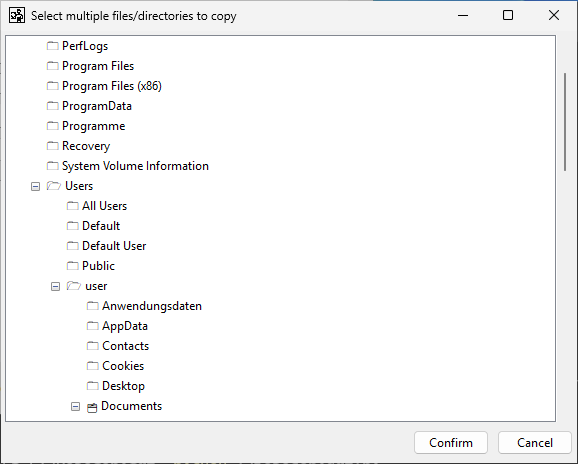 Select multiple files/directories to copy
PerfLogs
Program Files
Program Files (x86)
ProgramData
Programme
Recovery
System Volume Information
Users
All Users
Default
Default User
Public
user
Anwendungsdaten
AppData
Contacts
Cookies
Desktop
Documents
Confirm Cancel